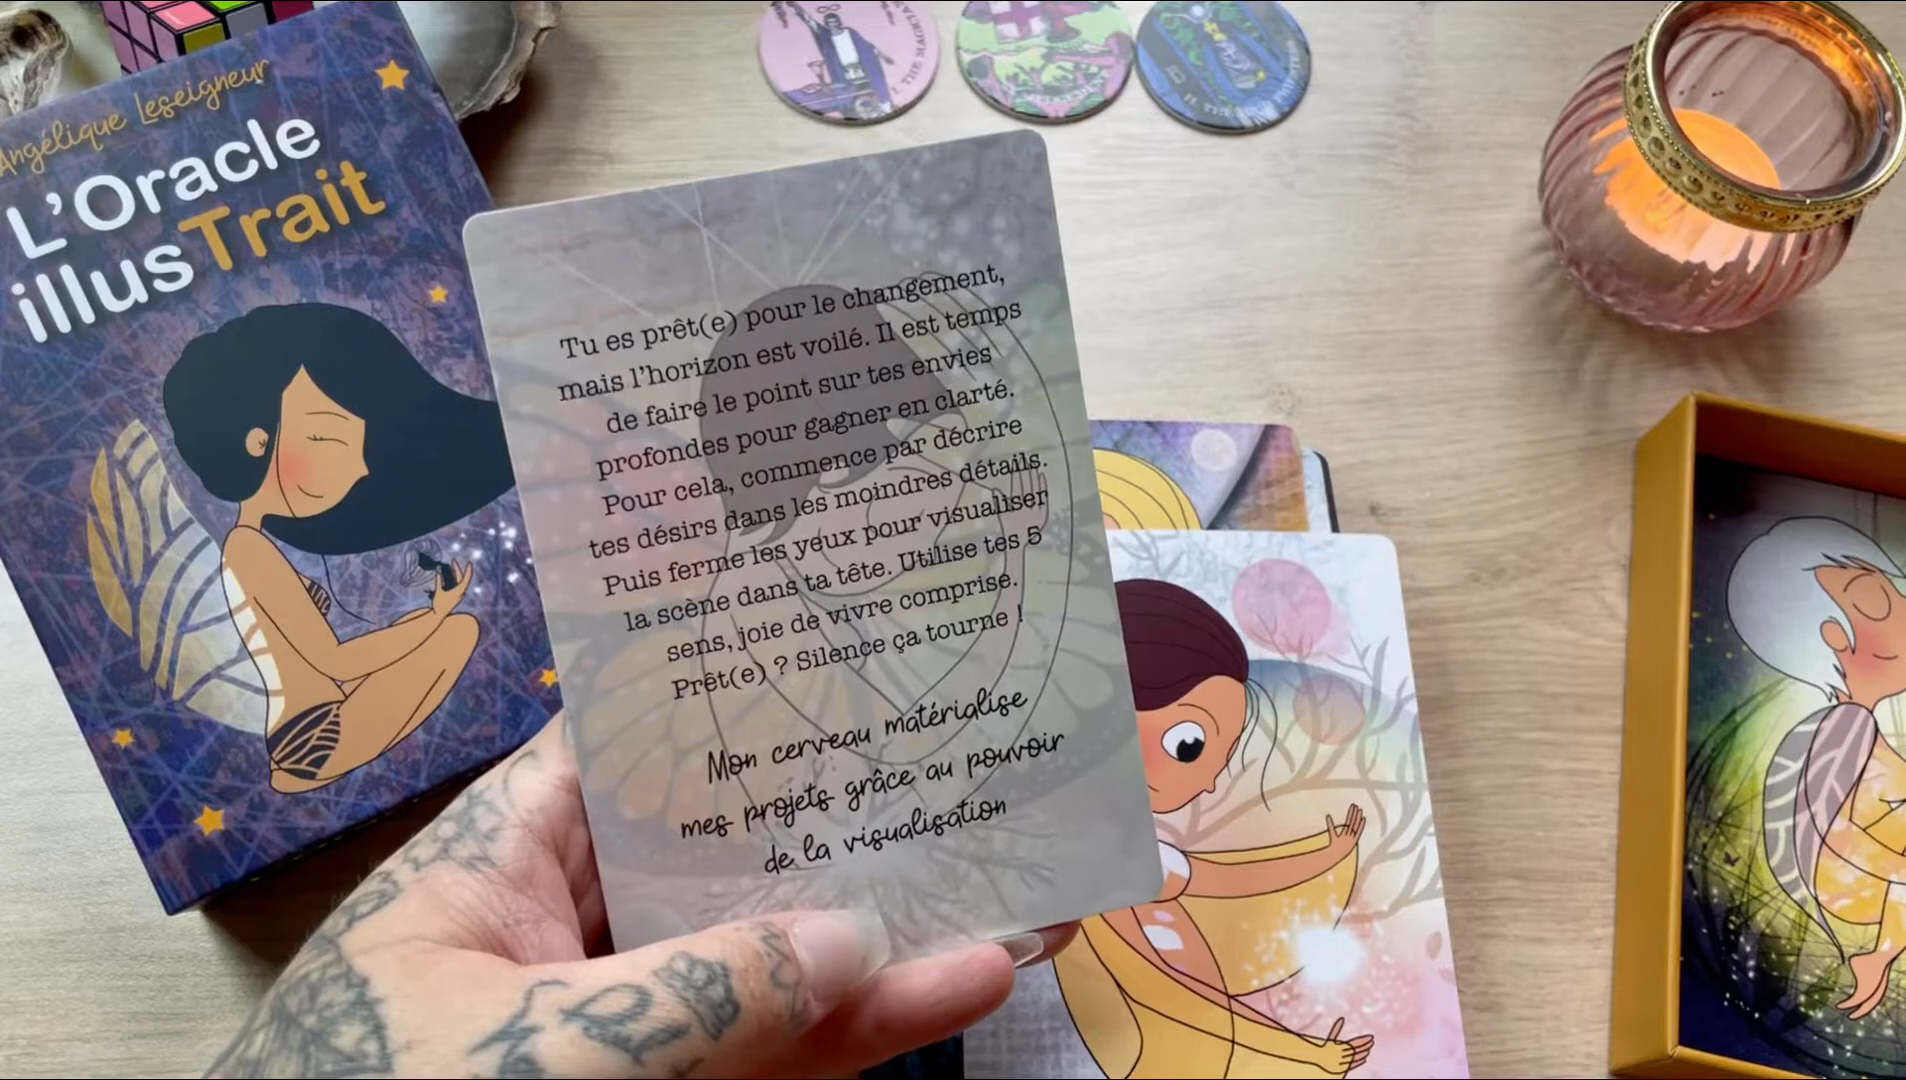 Angélique Leseigneur
L'Oracle
illusTrait
THE MAGICIAN
Tu es prêt(e) pour le changement,
mais l'horizon est voilé. Il est temps
de faire le point sur tes envies
profondes pour gagner en clarté.
Pour cela, commence par décrire
tes désirs dans les moindres détails.
Puis ferme les yeux pour visualiser
la scène dans ta tête. Utilise tes 5
sens, joie de vivre comprise.
Prêt(e) ? Silence ça tourne !
Mon cerveau matérialise
mes projets grâce au pouvoir
de la visualisation